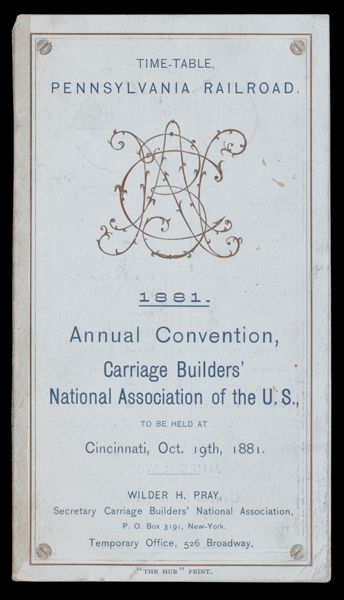 TIME-TABLE,
PENNSYLVANIA RAILROAD.
1881.
Annual Convention,
Carriage Builders'
National Association of the U. S.,
TO BE HELD AT
Cincinnati, Oct. 19th, 1881.
WILDER H. PRAY,
Secretary Carriage Builders' National Association,
P. O. Box 3191, New-York.
Temporary Office, 526 Broadway.
"THE HUB" PRINT.